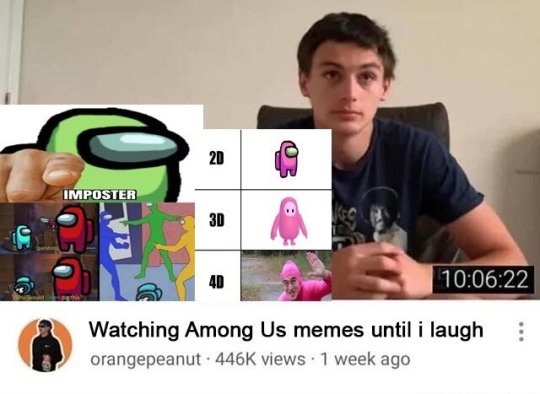 IMPOSTER
2D
3D
4D
10:06:22
Watching Among Us memes until i laugh
orangepeanut · 446K views · 1 week ago